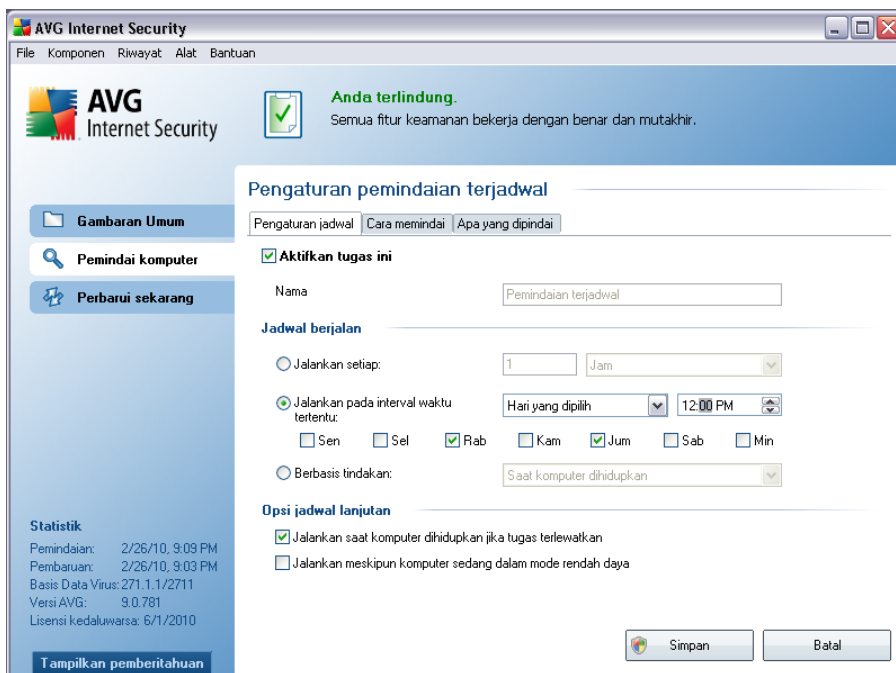 AVG Internet Security
File Komponen Riwayat Alat Bantuan
AVG
Internet Security
Anda terlindung.
Semua fitur keamanan bekerja dengan benar dan mutakhir.
Gambaran Umum
Pemindai komputer
Perbarui sekarang
Pengaturan pemindaian terjadwal
Pengaturan jadwal Cara memindai Apa yang dipindai
Aktifkan tugas ini
Nama Pemindaian terjadwal
Jadwal berjalan
Jalankan setiap: 1 Jam
Jalankan pada interval waktu
tertentu: Hari yang dipilih 12:00 PM
Sen Sel Rab Kam Jum Sab Min
Berbasis tindakan: Saat komputer dihidupkan
Opsi jadwal lanjutan
Jalankan saat komputer dihidupkan jika tugas terlewatkan
Jalankan meskipun komputer sedang dalam mode rendah daya
Statistik
Pemindaian: 2/26/10, 9:09 PM
Pembaruan: 2/26/10, 9:03 PM
Basis Data Virus: 271.1.1/2711
Versi AVG: 9.0.781
Lisensi kedaluwarsa: 6/1/2010
Tampilkan pemberitahuan
Simpan Batal